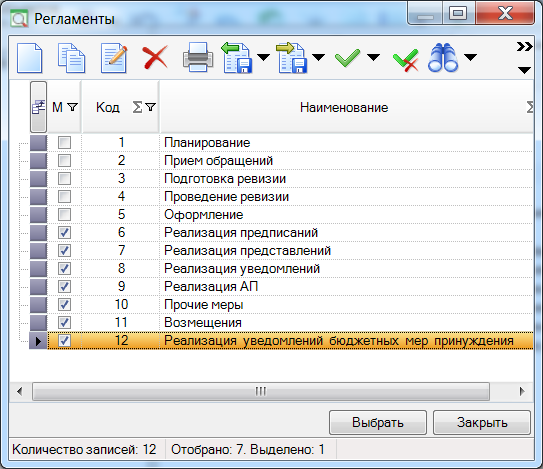 Регламенты
М Код Наименование
1 Планирование
2 Прием обращений
3 Подготовка ревизии
4 Проведение ревизии
5 Оформление
6 Реализация предписаний
7 Реализация представлений
8 Реализация уведомлений
9 Реализация АП
10 Прочие меры
11 Возмещения
12 Реализация уведомлений бюджетных мер принуждения
Выбрать Закрыть
Количество записей: 12 Отобрано: 7. Выделено: 1